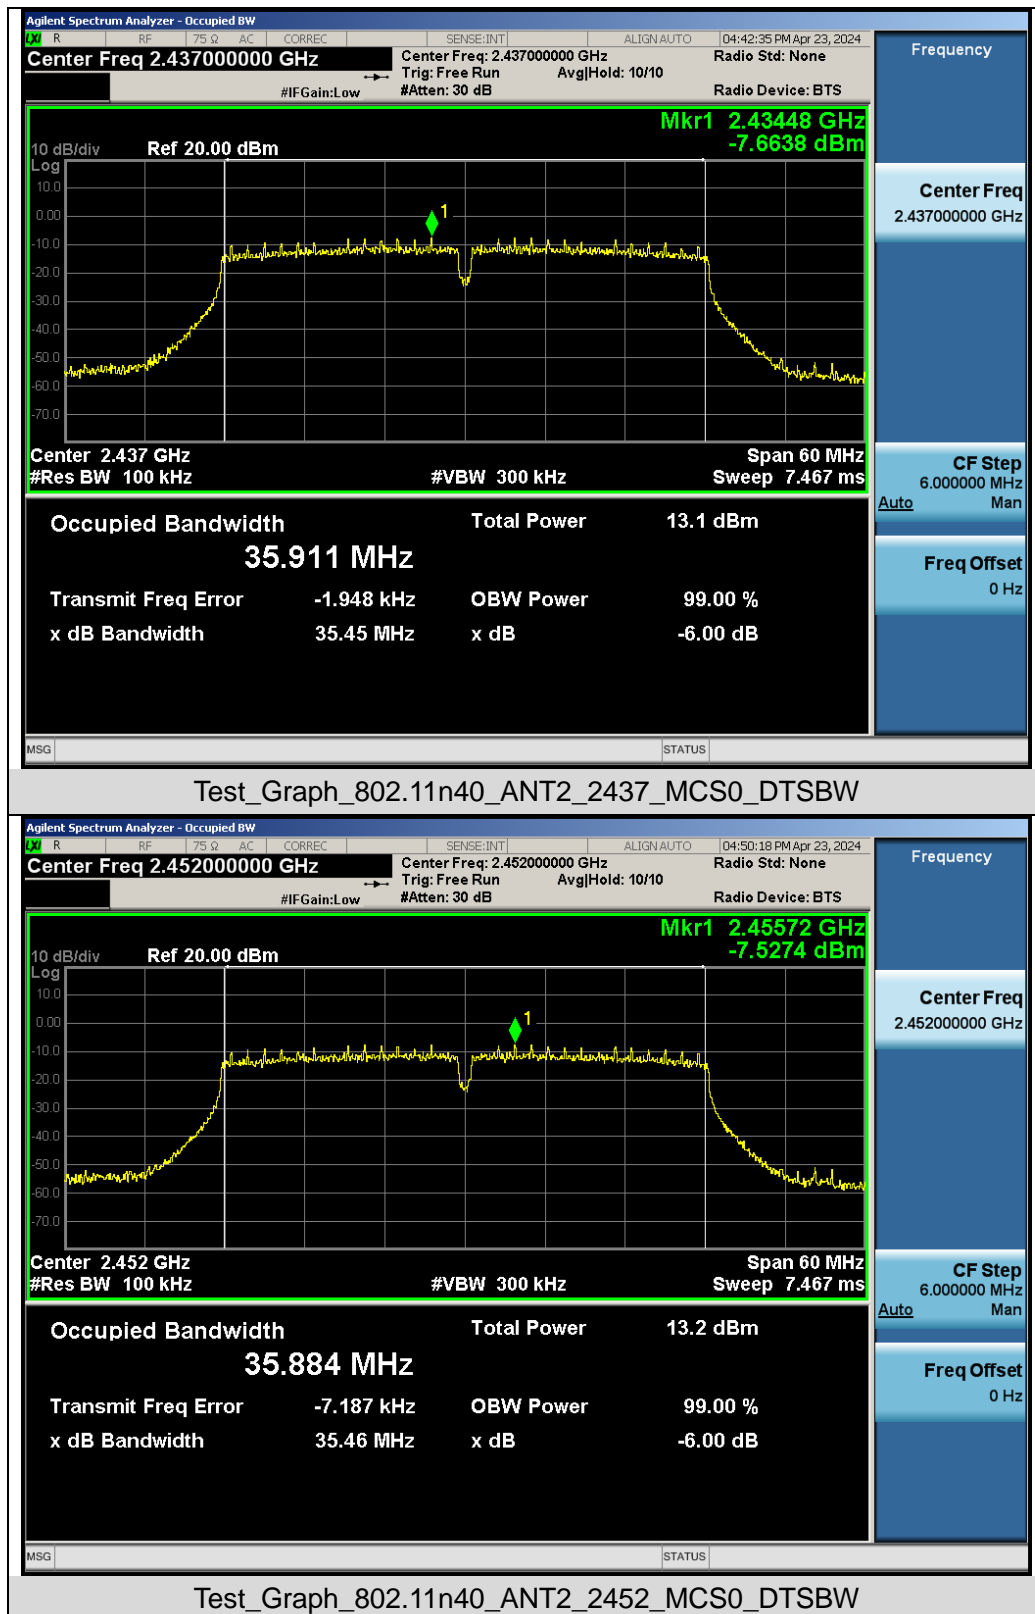 Agilent Spectrum Analyzer - Occupied BW
LXI R RF 75 Ω AC CORREC SENSE:INT ALIGN AUTO 04:42:35 PM Apr 23, 2024
Center Freq 2.437000000 GHz Center Freq: 2.437000000 GHz Radio Std: None Frequency
Trig: Free Run Avg|Hold: 10/10
#IFGain:Low #Atten: 30 dB Radio Device: BTS
Mkr1 2.43448 GHz
10 dB/div Ref 20.00 dBm -7.6638 dBm
Log
10.0
0.00
-10.0
-20.0
-30.0
-40.0
-50.0
-60.0
-70.0
1
Center Freq
2.437000000 GHz
Center 2.437 GHz Span 60 MHz
#Res BW 100 kHz #VBW 300 kHz Sweep 7.467 ms
CF Step
6.000000 MHz
Auto Man
Occupied Bandwidth Total Power 13.1 dBm
35.911 MHz
Freq Offset
0 Hz
Transmit Freq Error -1.948 kHz OBW Power 99.00 %
x dB Bandwidth 35.45 MHz x dB -6.00 dB
MSG STATUS
Test_Graph_802.11n40_ANT2_2437_MCS0_DTSBW
Agilent Spectrum Analyzer - Occupied BW
LXI R RF 75 Ω AC CORREC SENSE:INT ALIGN AUTO 04:50:18 PM Apr 23, 2024
Center Freq 2.452000000 GHz Center Freq: 2.452000000 GHz Radio Std: None Frequency
Trig: Free Run Avg|Hold: 10/10
#IFGain:Low #Atten: 30 dB Radio Device: BTS
Mkr1 2.45572 GHz
10 dB/div Ref 20.00 dBm -7.5274 dBm
Log
10.0
0.00
-10.0
-20.0
-30.0
-40.0
-50.0
-60.0
-70.0
1
Center Freq
2.452000000 GHz
Center 2.452 GHz Span 60 MHz
#Res BW 100 kHz #VBW 300 kHz Sweep 7.467 ms
CF Step
6.000000 MHz
Auto Man
Occupied Bandwidth Total Power 13.2 dBm
35.884 MHz
Freq Offset
0 Hz
Transmit Freq Error -7.187 kHz OBW Power 99.00 %
x dB Bandwidth 35.46 MHz x dB -6.00 dB
MSG STATUS
Test_Graph_802.11n40_ANT2_2452_MCS0_DTSBW